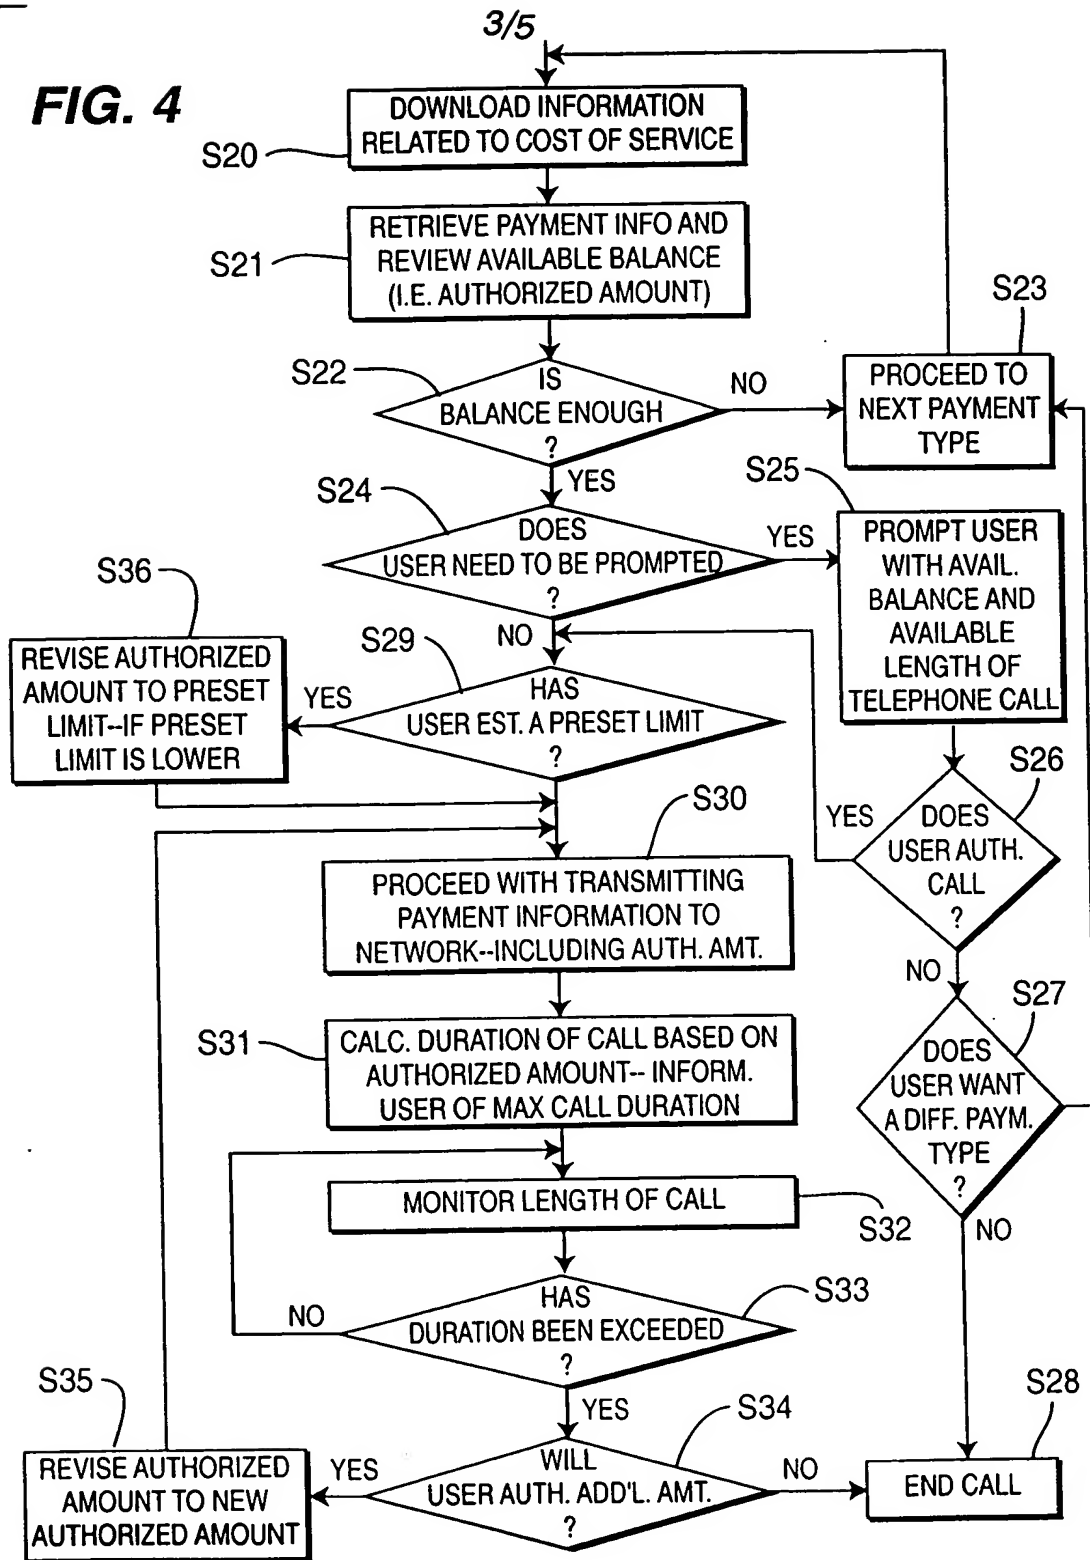 3/5
FIG. 4
DOWNLOAD INFORMATION
RELATED TO COST OF SERVICE
S20
RETRIEVE PAYMENT INFO AND
REVIEW AVAILABLE BALANCE
(I.E. AUTHORIZED AMOUNT)
S21
S23
S22
IS
BALANCE ENOUGH
?
NO
PROCEED TO
NEXT PAYMENT
TYPE
YES
S24
S25
DOES
USER NEED TO BE PROMPTED
?
YES
PROMPT USER
WITH AVAIL.
BALANCE AND
AVAILABLE
LENGTH OF
TELEPHONE CALL
S36
NO
S29
REVISE AUTHORIZED
AMOUNT TO PRESET
LIMIT--IF PRESET
LIMIT IS LOWER
YES
HAS
USER EST. A PRESET LIMIT
?
S26
S30
YES
DOES
USER AUTH.
CALL
?
PROCEED WITH TRANSMITTING
PAYMENT INFORMATION TO
NETWORK--INCLUDING AUTH. AMT.
NO
S27
S31
CALC. DURATION OF CALL BASED ON
AUTHORIZED AMOUNT-- INFORM.
USER OF MAX CALL DURATION
DOES
USER WANT
A DIFF. PAYM.
TYPE
?
MONITOR LENGTH OF CALL
S32
NO
HAS
DURATION BEEN EXCEEDED
?
S33
NO
YES
S35
S34
S28
REVISE AUTHORIZED
AMOUNT TO NEW
AUTHORIZED AMOUNT
YES
WILL
USER AUTH. ADD'L. AMT.
?
NO
END CALL